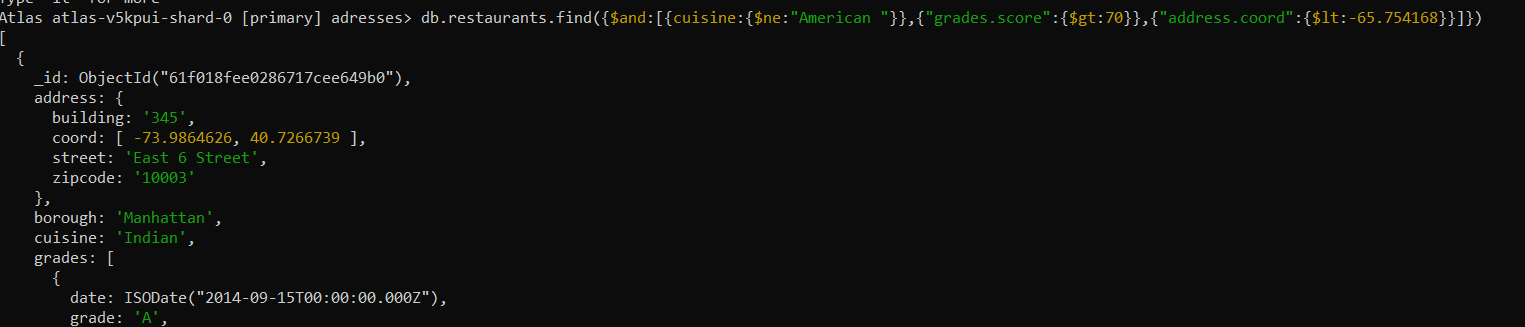 Atlas atlas-v5kpui-shard-0 [primary] adresses> db.restaurants.find({$and:[{cuisine:{$ne:"American "}},{"grades.score":{$gt:70}},{"address.coord":{$lt:-65.754168}}]})
[
  {
    _id: ObjectId("61f018fee0286717cee649b0"),
    address: {
      building: '345',
      coord: [ -73.9864626, 40.7266739 ],
      street: 'East 6 Street',
      zipcode: '10003'
    },
    borough: 'Manhattan',
    cuisine: 'Indian',
    grades: [
      {
        date: ISODate("2014-09-15T00:00:00.000Z"),
        grade: 'A',